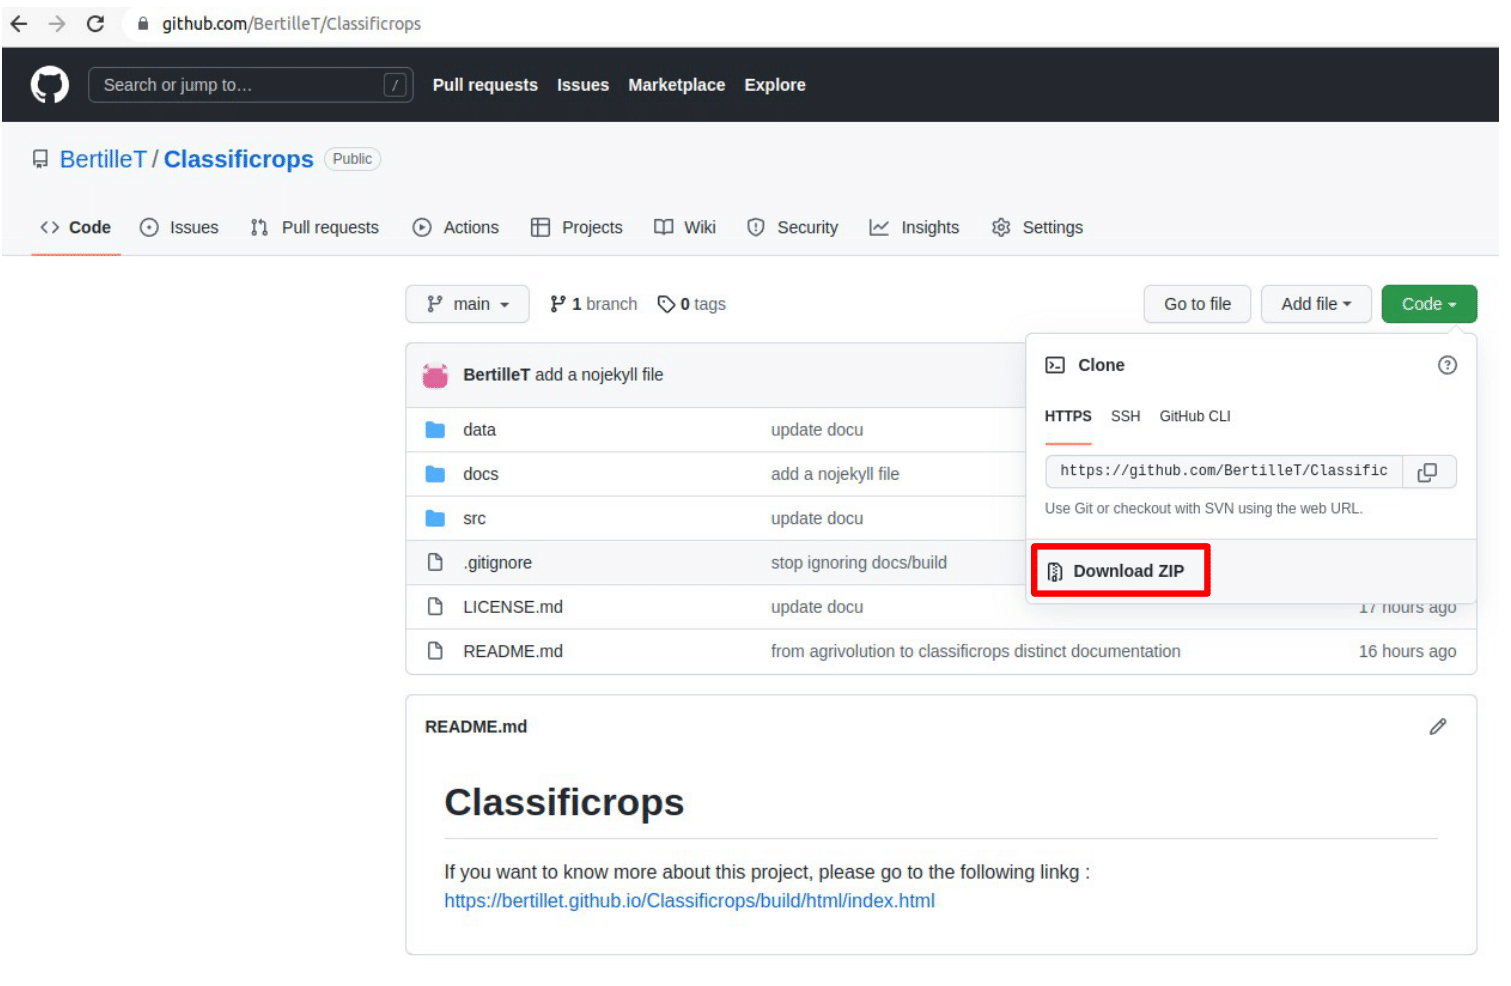 github.com/BertilleT/Classificrops
Search or jump to... / Pull requests Issues Marketplace Explore
BertilleT / Classificrops Public
Code Issues Pull requests Actions Projects Wiki Security Insights Settings
main 1 branch 0 tags Go to file Add file Code
BertilleT add a nojekyll file
data update docu
docs add a nojekyll file
src update docu
.gitignore stop ignoring docs/build
LICENSE.md update docu 17 hours ago
README.md from agrivolution to classificrops distinct documentation 16 hours ago
Clone
HTTPS SSH GitHub CLI
https://github.com/BertilleT/Classific
Use Git or checkout with SVN using the web URL.
Download ZIP
README.md
Classificrops
If you want to know more about this project, please go to the following linkg :
https://bertillet.github.io/Classificrops/build/html/index.html